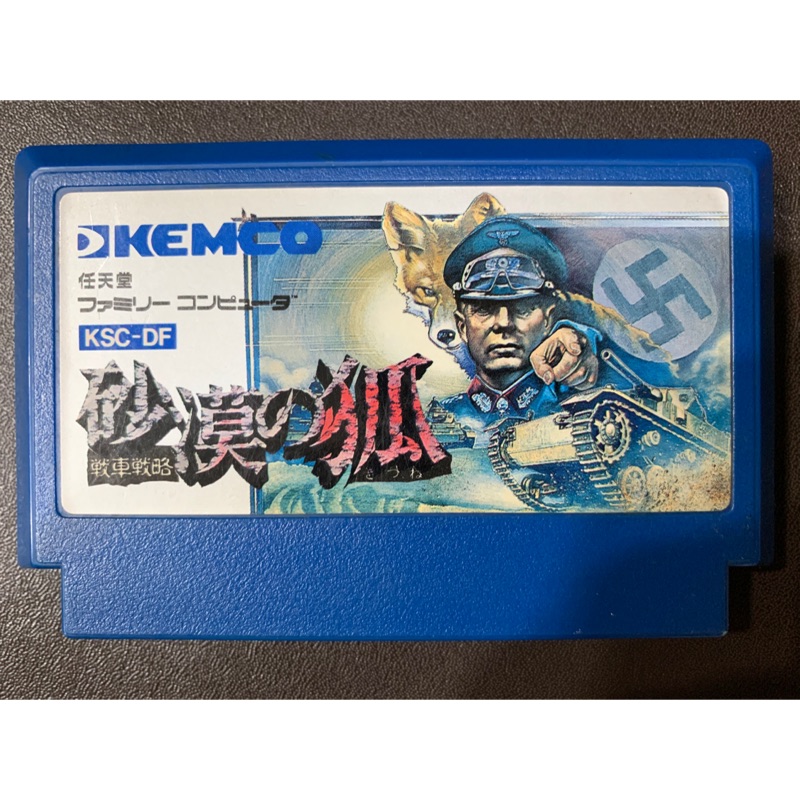 KEMCO
任天堂
ファミリー コンピュータ
KSC-DF
砂漠の狐
きつね
戦車戦略